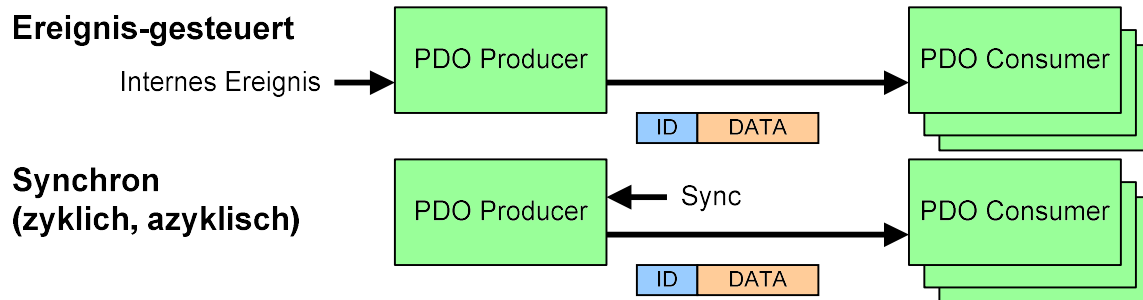 Ereignis-gesteuert
Internes Ereignis
PDO Producer
PDO Consumer
ID DATA
Synchron
(zyklich, azyklisch)
PDO Producer
Sync
PDO Consumer
ID DATA